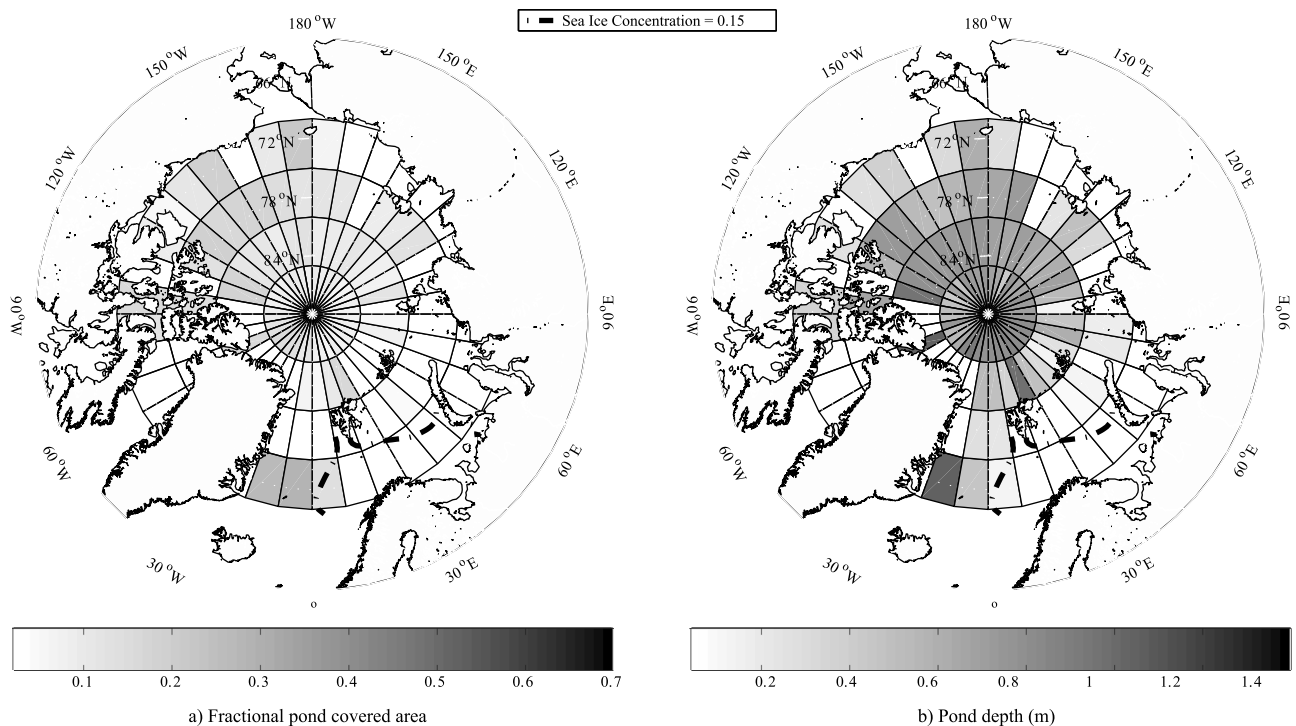 Sea Ice Concentration = 0.15
180 °W
150 °W
150 °E
120 °W
120 °E
90°W
90°E
60°W
60°E
30°W
30°E
o
72°N
78°N
84°N
180 °W
150 °W
150 °E
120 °W
120 °E
90°W
90°E
60°W
60°E
30°W
30°E
o
72°N
78°N
84°N
0.1 0.2 0.3 0.4 0.5 0.6 0.7
0.2 0.4 0.6 0.8 1 1.2 1.4
a) Fractional pond covered area
b) Pond depth (m)